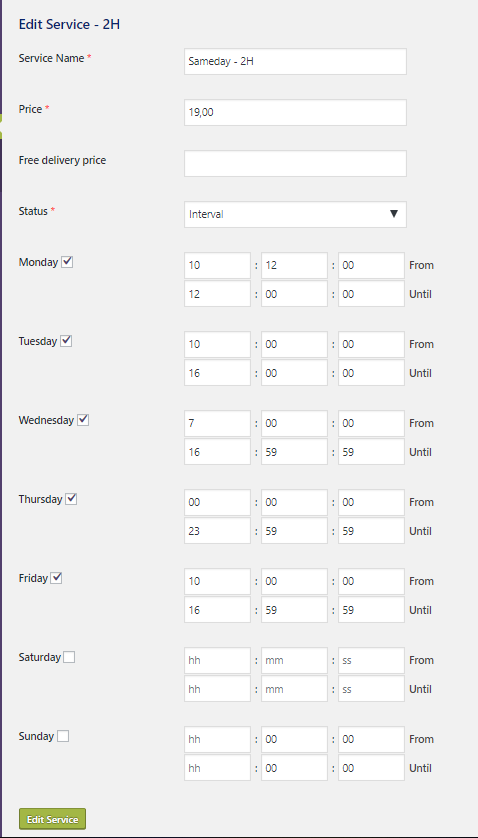 Edit Service - 2H
Service Name * Sameday - 2H
Price * 19,00
Free delivery price
Status * Interval
Monday 10 : 12 : 00 From
12 : 00 : 00 Until
Tuesday 10 : 00 : 00 From
16 : 00 : 00 Until
Wednesday 7 : 00 : 00 From
16 : 59 : 59 Until
Thursday 00 : 00 : 00 From
23 : 59 : 59 Until
Friday 10 : 00 : 00 From
16 : 59 : 59 Until
Saturday hh : mm : ss From
hh : mm : ss Until
Sunday hh : 00 : 00 From
hh : 00 : 00 Until
Edit Service